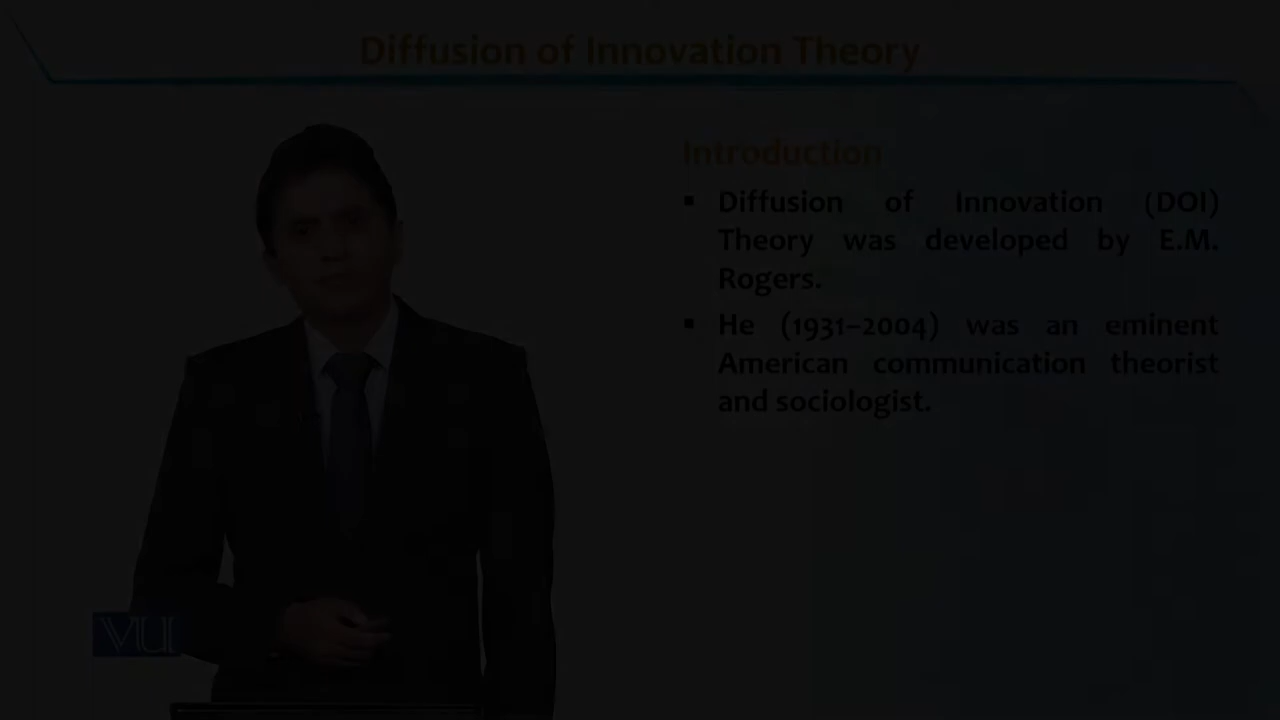 Diffusion of Innovation Theory
Introduction
▪ Diffusion of Innovation (DOI)
Theory was developed by E.M.
Rogers.
▪ He (1931–2004) was an eminent
American communication theorist
and sociologist.
VU